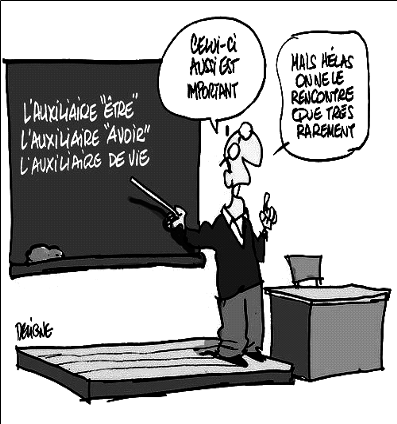 CELUI-CI
AUSSI EST
IMPORTANT
MAIS HÉLAS
ON NE LE
RENCONTRE
QUE TRÈS
RAREMENT
L'AUXILIAIRE "ÊTRE"
L'AUXILIAIRE "AVOIR"
L'AUXILIAIRE DE VIE
DELIGNE